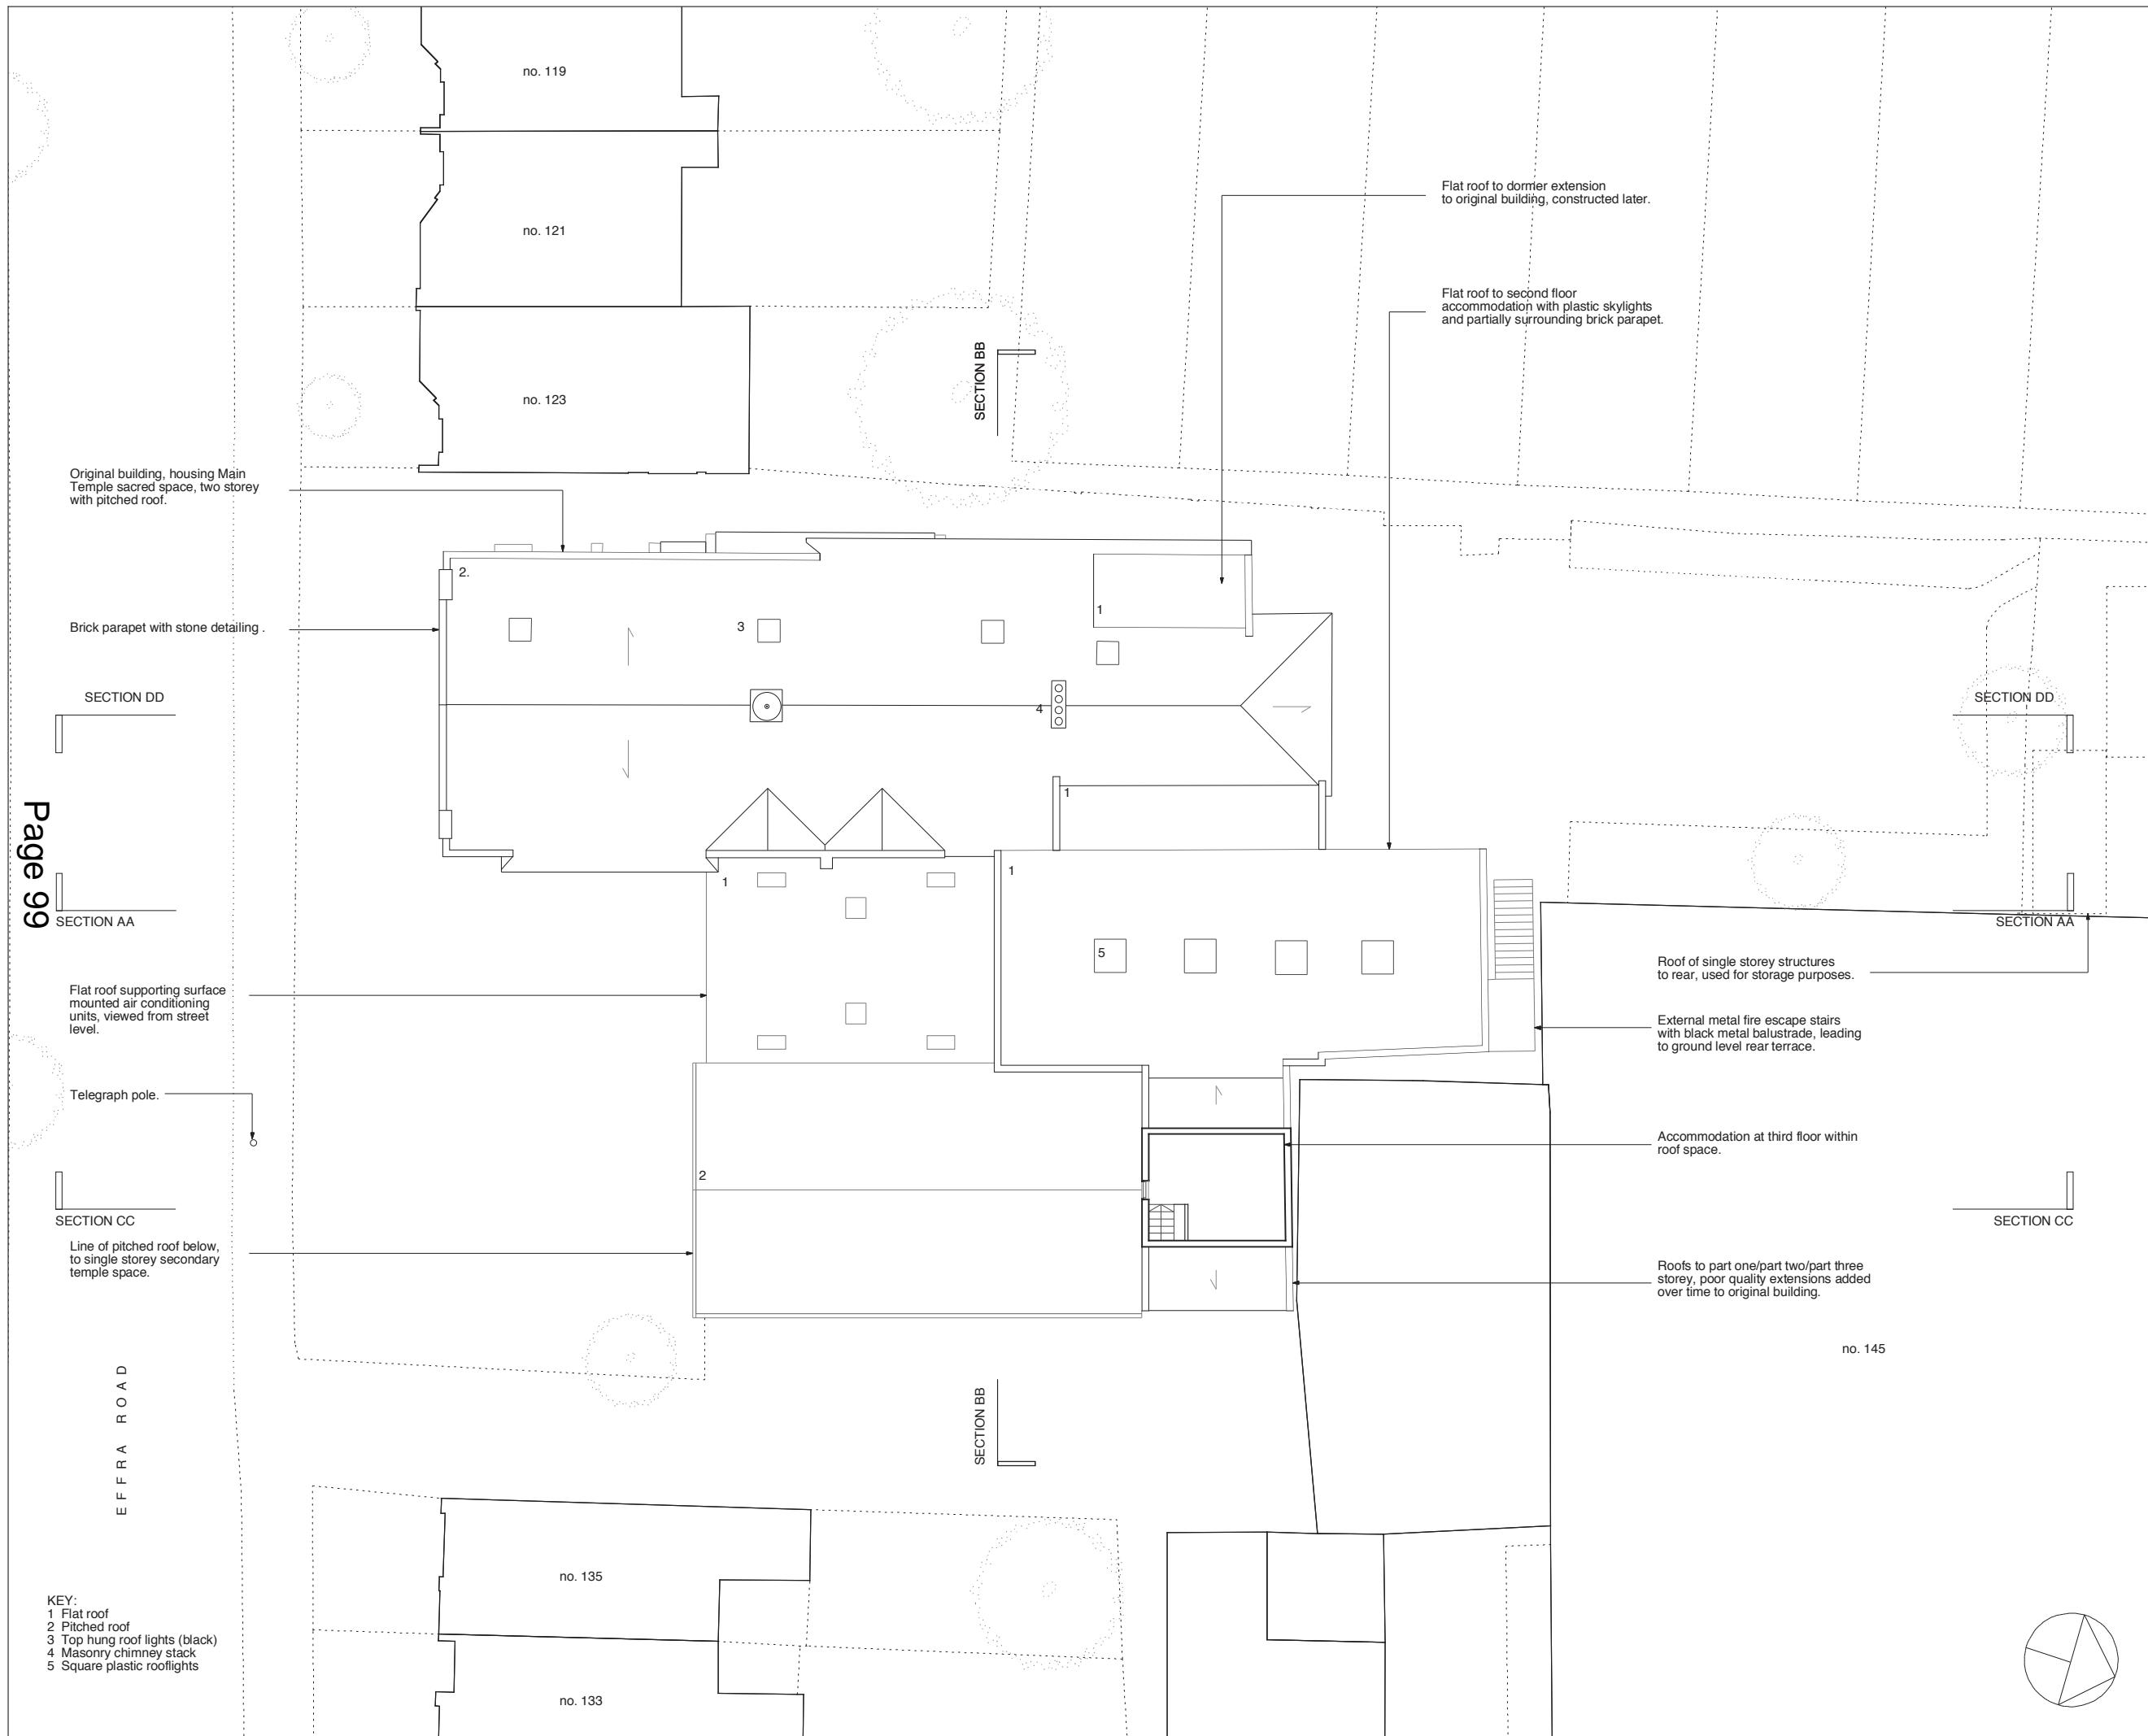 no. 119
no. 121
no. 123
Flat roof to dormer extension
to original building, constructed later.
Flat roof to second floor
accommodation with plastic skylights
and partially surrounding brick parapet.
SECTION BB
Original building, housing Main
Temple sacred space, two storey
with pitched roof.
2.
1
3
Brick parapet with stone detailing .
SECTION DD
SECTION DD
4
1
Page 99
1
1
SECTION AA
SECTION AA
5
Flat roof supporting surface
mounted air conditioning
units, viewed from street
level.
Roof of single storey structures
to rear, used for storage purposes.
External metal fire escape stairs
with black metal balustrade, leading
to ground level rear terrace.
Telegraph pole.
Accommodation at third floor within
roof space.
2
SECTION CC
SECTION CC
Line of pitched roof below,
to single storey secondary
temple space.
Roofs to part one/part two/part three
storey, poor quality extensions added
over time to original building.
no. 145
EFFRA ROAD
SECTION BB
no. 135
no. 133
KEY:
1 Flat roof
2 Pitched roof
3 Top hung roof lights (black)
4 Masonry chimney stack
5 Square plastic rooflights